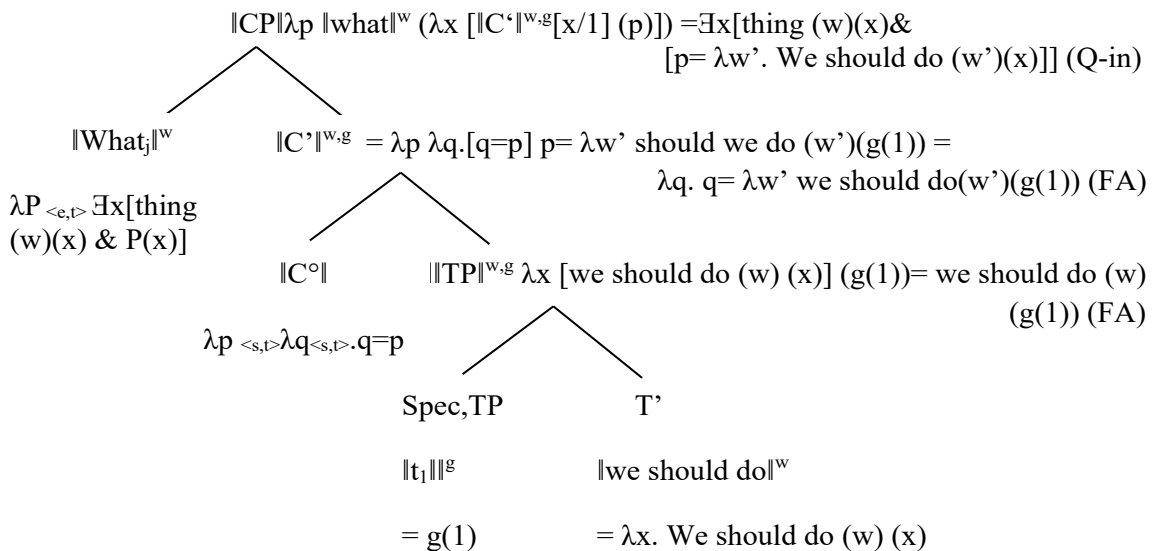 ‖CP‖λp ‖what‖ʷ (λx [‖C‘‖ʷ,ᵍ[x/1] (p)]) =∃x[thing (w)(x)&
[p= λw’. We should do (w’)(x)]] (Q-in)
‖Whatⱼ‖ʷ ‖C’‖ʷ,ᵍ = λp λq.[q=p] p= λw’ should we do (w’)(g(1)) =
λq. q= λw’ we should do(w’)(g(1)) (FA)
λP <e,t> ∃x[thing
(w)(x) & P(x)]
‖C°‖ ‖|TP‖ʷ,ᵍ λx [we should do (w) (x)] (g(1))= we should do (w)
(g(1)) (FA)
λp <s,t>λq<s,t>.q=p
Spec,TP T’
‖t₁‖‖ᵍ ‖we should do‖ʷ
= g(1) = λx. We should do (w) (x)